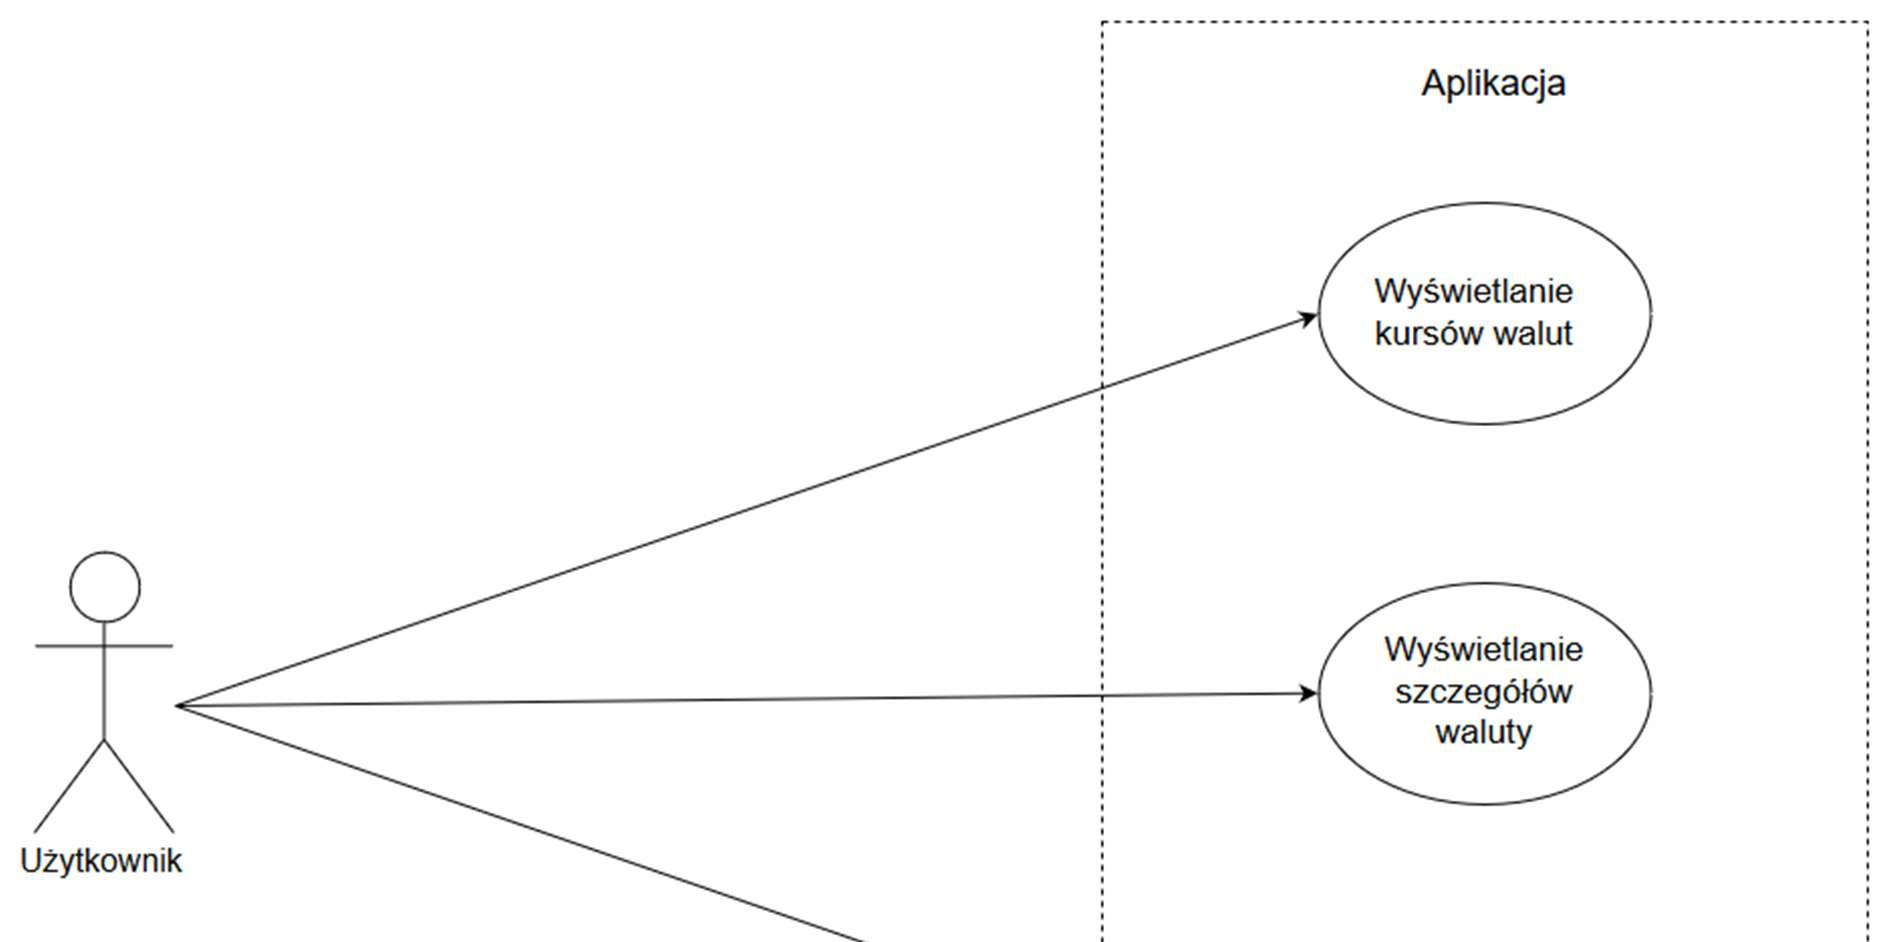 Aplikacja
Wyświetlanie
kursów walut
Wyświetlanie
szczegółów
waluty
Użytkownik